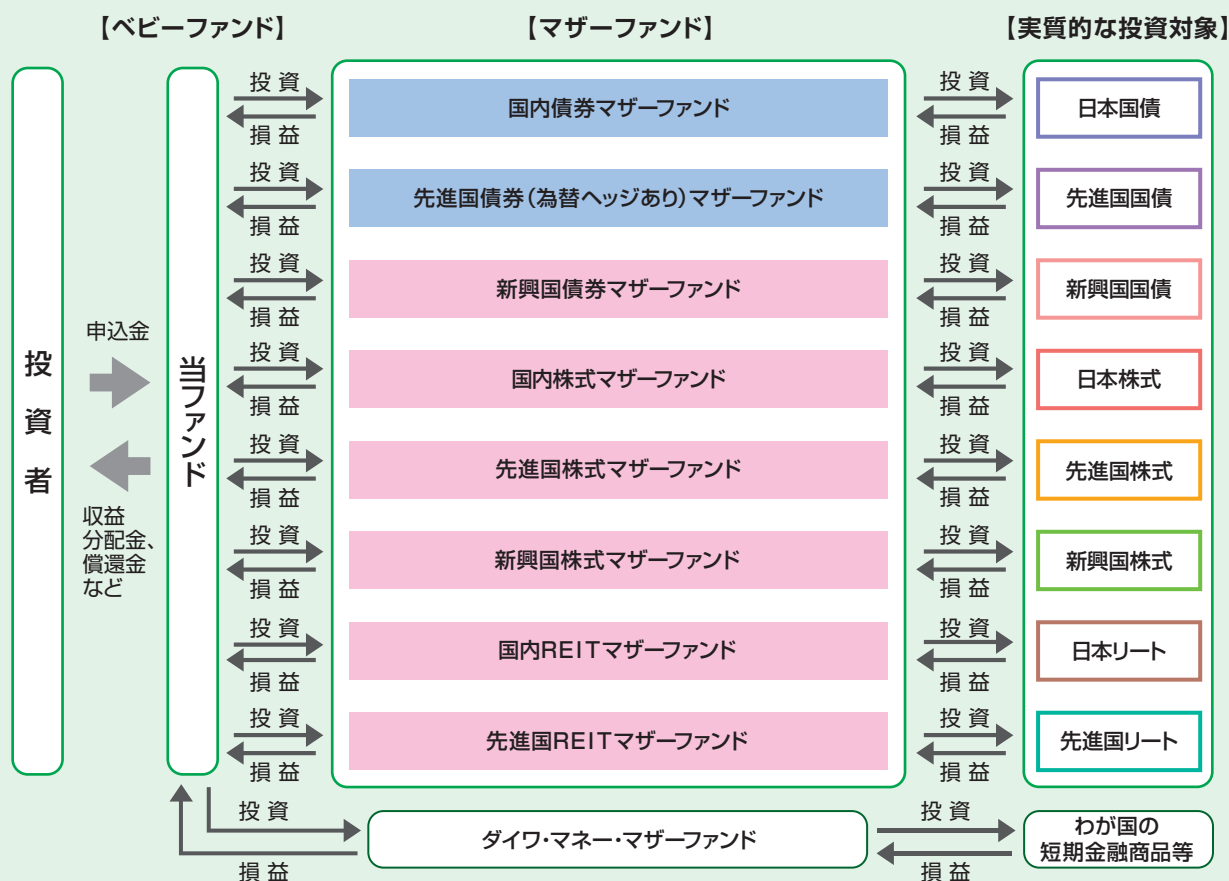 【ベビーファンド】
【マザーファンド】
【実質的な投資対象】
投資者
申込金
収益
分配金、
償還金
など
当ファンド
投資
損益
国内債券マザーファンド
投資
損益
日本国債
投資
損益
先進国債券(為替ヘッジあり)マザーファンド
投資
損益
先進国国債
投資
損益
新興国債券マザーファンド
投資
損益
新興国国債
投資
損益
国内株式マザーファンド
投資
損益
日本株式
投資
損益
先進国株式マザーファンド
投資
損益
先進国株式
投資
損益
新興国株式マザーファンド
投資
損益
新興国株式
投資
損益
国内REITマザーファンド
投資
損益
日本リート
投資
損益
先進国REITマザーファンド
投資
損益
先進国リート
投資
損益
ダイワ・マネー・マザーファンド
投資
損益
わが国の
短期金融商品等